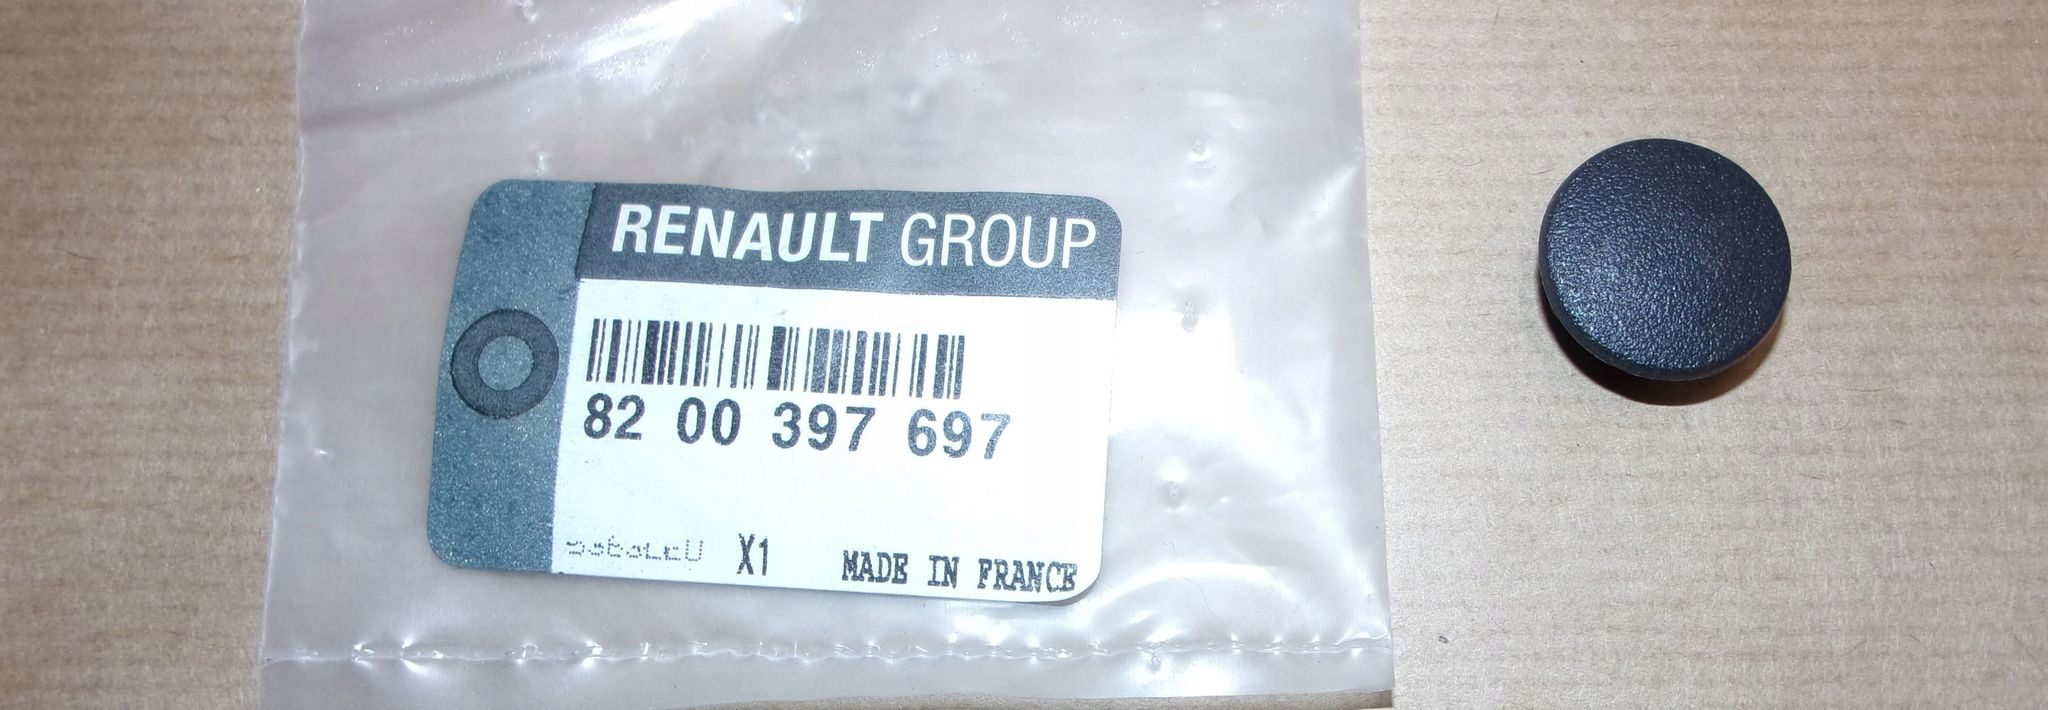 RENAULT GROUP
82 00 397 697
X1 MADE IN FRANCE